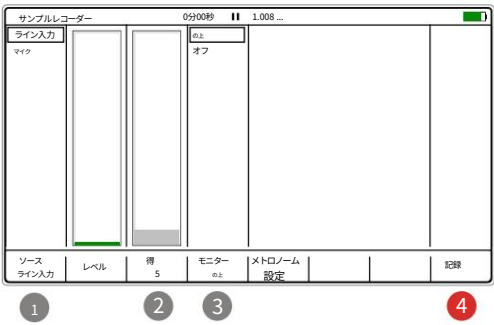 サンプルレコーダー 0分00秒 1.008 ...
ライン入力 の上
マイク オフ
ソース レベル 得 モニター メトロノーム 記録
ライン入力 5 の上 設定
1 2 3 4